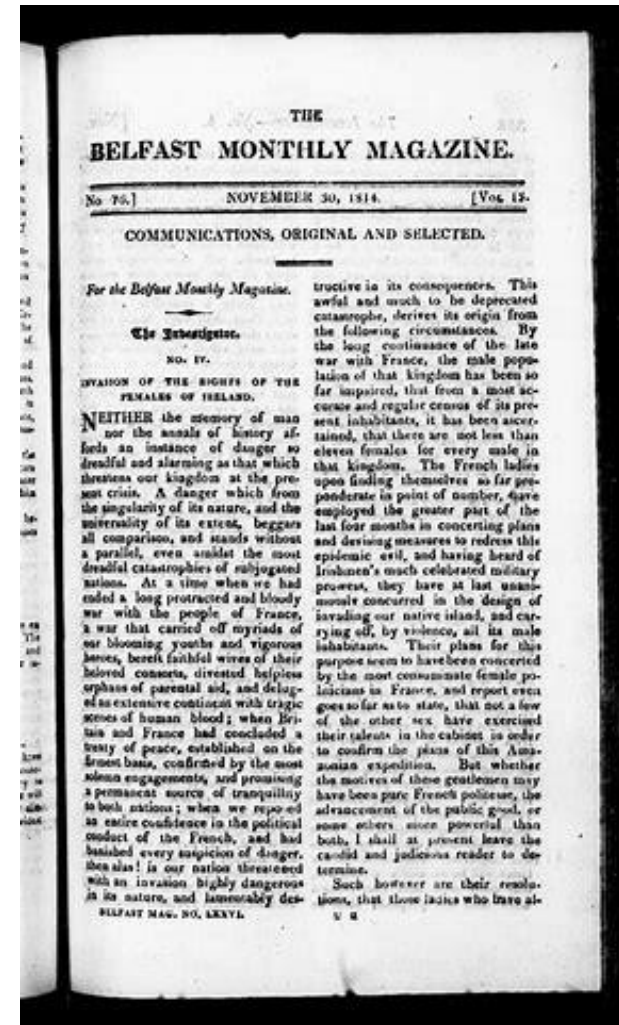 THE
BELFAST MONTHLY MAGAZINE.
No 76.] NOVEMBER 30, 1814. [VOL 13.
COMMUNICATIONS, ORIGINAL AND SELECTED.
For the Belfast Monthly Magazine.
The Investigator.
NO. IV.
INVASION OF THE RIGHTS OF THE
FEMALES OF IRELAND.
NEITHER the memory of man
nor the annals of history af-
fords an instance of danger so
dreadful and alarming as that which
threatens our kingdom at the pre-
sent crisis. A danger which from
the singularity of its nature, and the
universality of its extent, beggars
all comparison, and stands without
a parallel, even amidst the most
dreadful catastrophies of subjugated
nations. At a time when we had
ended a long protracted and bloody
war with the people of France,
a war that carried off myriads of
our blooming youths and vigorous
heroes, bereft faithful wives of their
beloved consorts, divested helpless
orphans of parental aid, and delug-
ed an extensive continent with tragic
scenes of human blood; when Bri-
tain and France had concluded a
treaty of peace, established on the
firmest basis, confirmed by the most
solemn engagements, and promising
a permanent source of tranquillity
to both nations; when we reposed
an entire confidence in the political
conduct of the French, and had
banished every suspicion of danger,
then alas! is our nation threatened
with an invasion highly dangerous
in its nature, and lamentably des-
BELFAST MAG. NO. LXXVI.
tructive in its consequences. This
awful and much to be deprecated
catastrophe, derives its origin from
the following circumstances. By
the long continuance of the late
war with France, the male popu-
lation of that kingdom has been so
far impaired, that from a most ac-
curate and regular census of its pre-
sent inhabitants, it has been ascer-
tained, that there are not less than
eleven females for every male in
that kingdom. The French ladies
upon finding themselves so far pre-
ponderate in point of number, have
employed the greater part of the
last four months in concerting plans
and devising measures to redress this
epidemic evil, and having heard of
Irishmen's much celebrated military
prowess, they have at last unani-
mously concurred in the design of
invading our native island, and car-
rying off, by violence, all its male
inhabitants. Their plans for this
purpose seem to have been concerted
by the most consummate female po-
liticians in France, and report even
goes so far as to state, that not a few
of the other sex have exercised
their talents in the cabinet in order
to confirm the plans of this Ama-
zonian expedition. But whether
the motives of these gentlemen may
have been pure French politesse, the
advancement of the public good, or
some others more powerful than
both, I shall at present leave the
candid and judicious reader to de-
termine.
Such however are their resolu-
tions, that those ladies who have al-